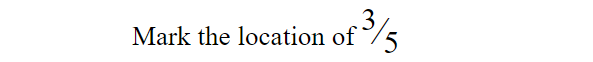 Mark the location of 3/5